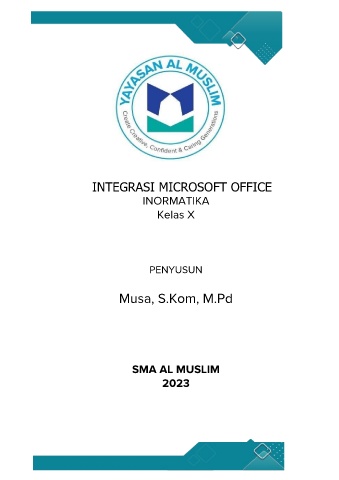 YAYASAN AL MUSLIM
Create Creative, Confident & Caring Generations
INTEGRASI MICROSOFT OFFICE
INORMATIKA
Kelas X
PENYUSUN
Musa, S.Kom, M.Pd
SMA AL MUSLIM
2023